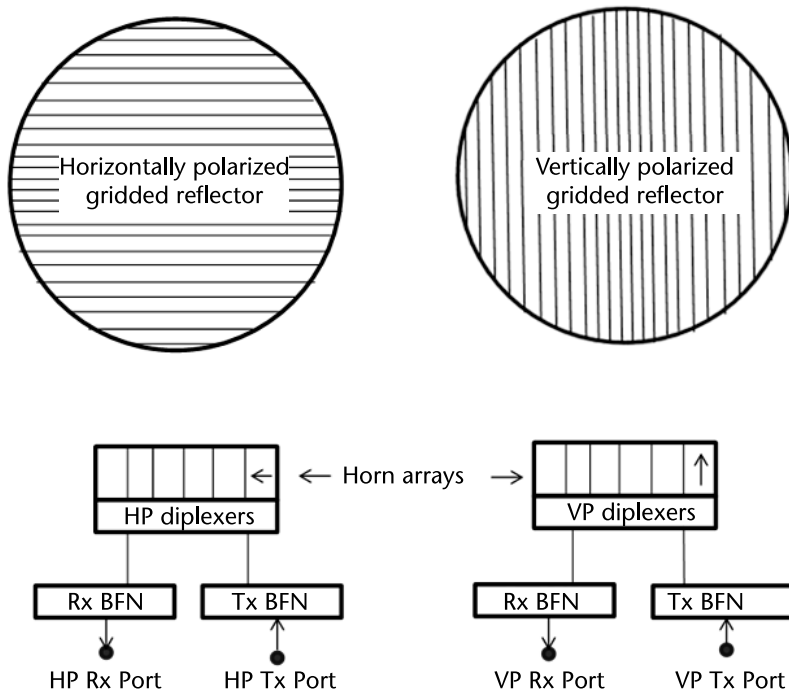 Horizontally polarized
gridded reflector
Vertically polarized
gridded reflector
Horn arrays
HP diplexers
VP diplexers
Rx BFN
Tx BFN
Rx BFN
Tx BFN
HP Rx Port
HP Tx Port
VP Rx Port
VP Tx Port